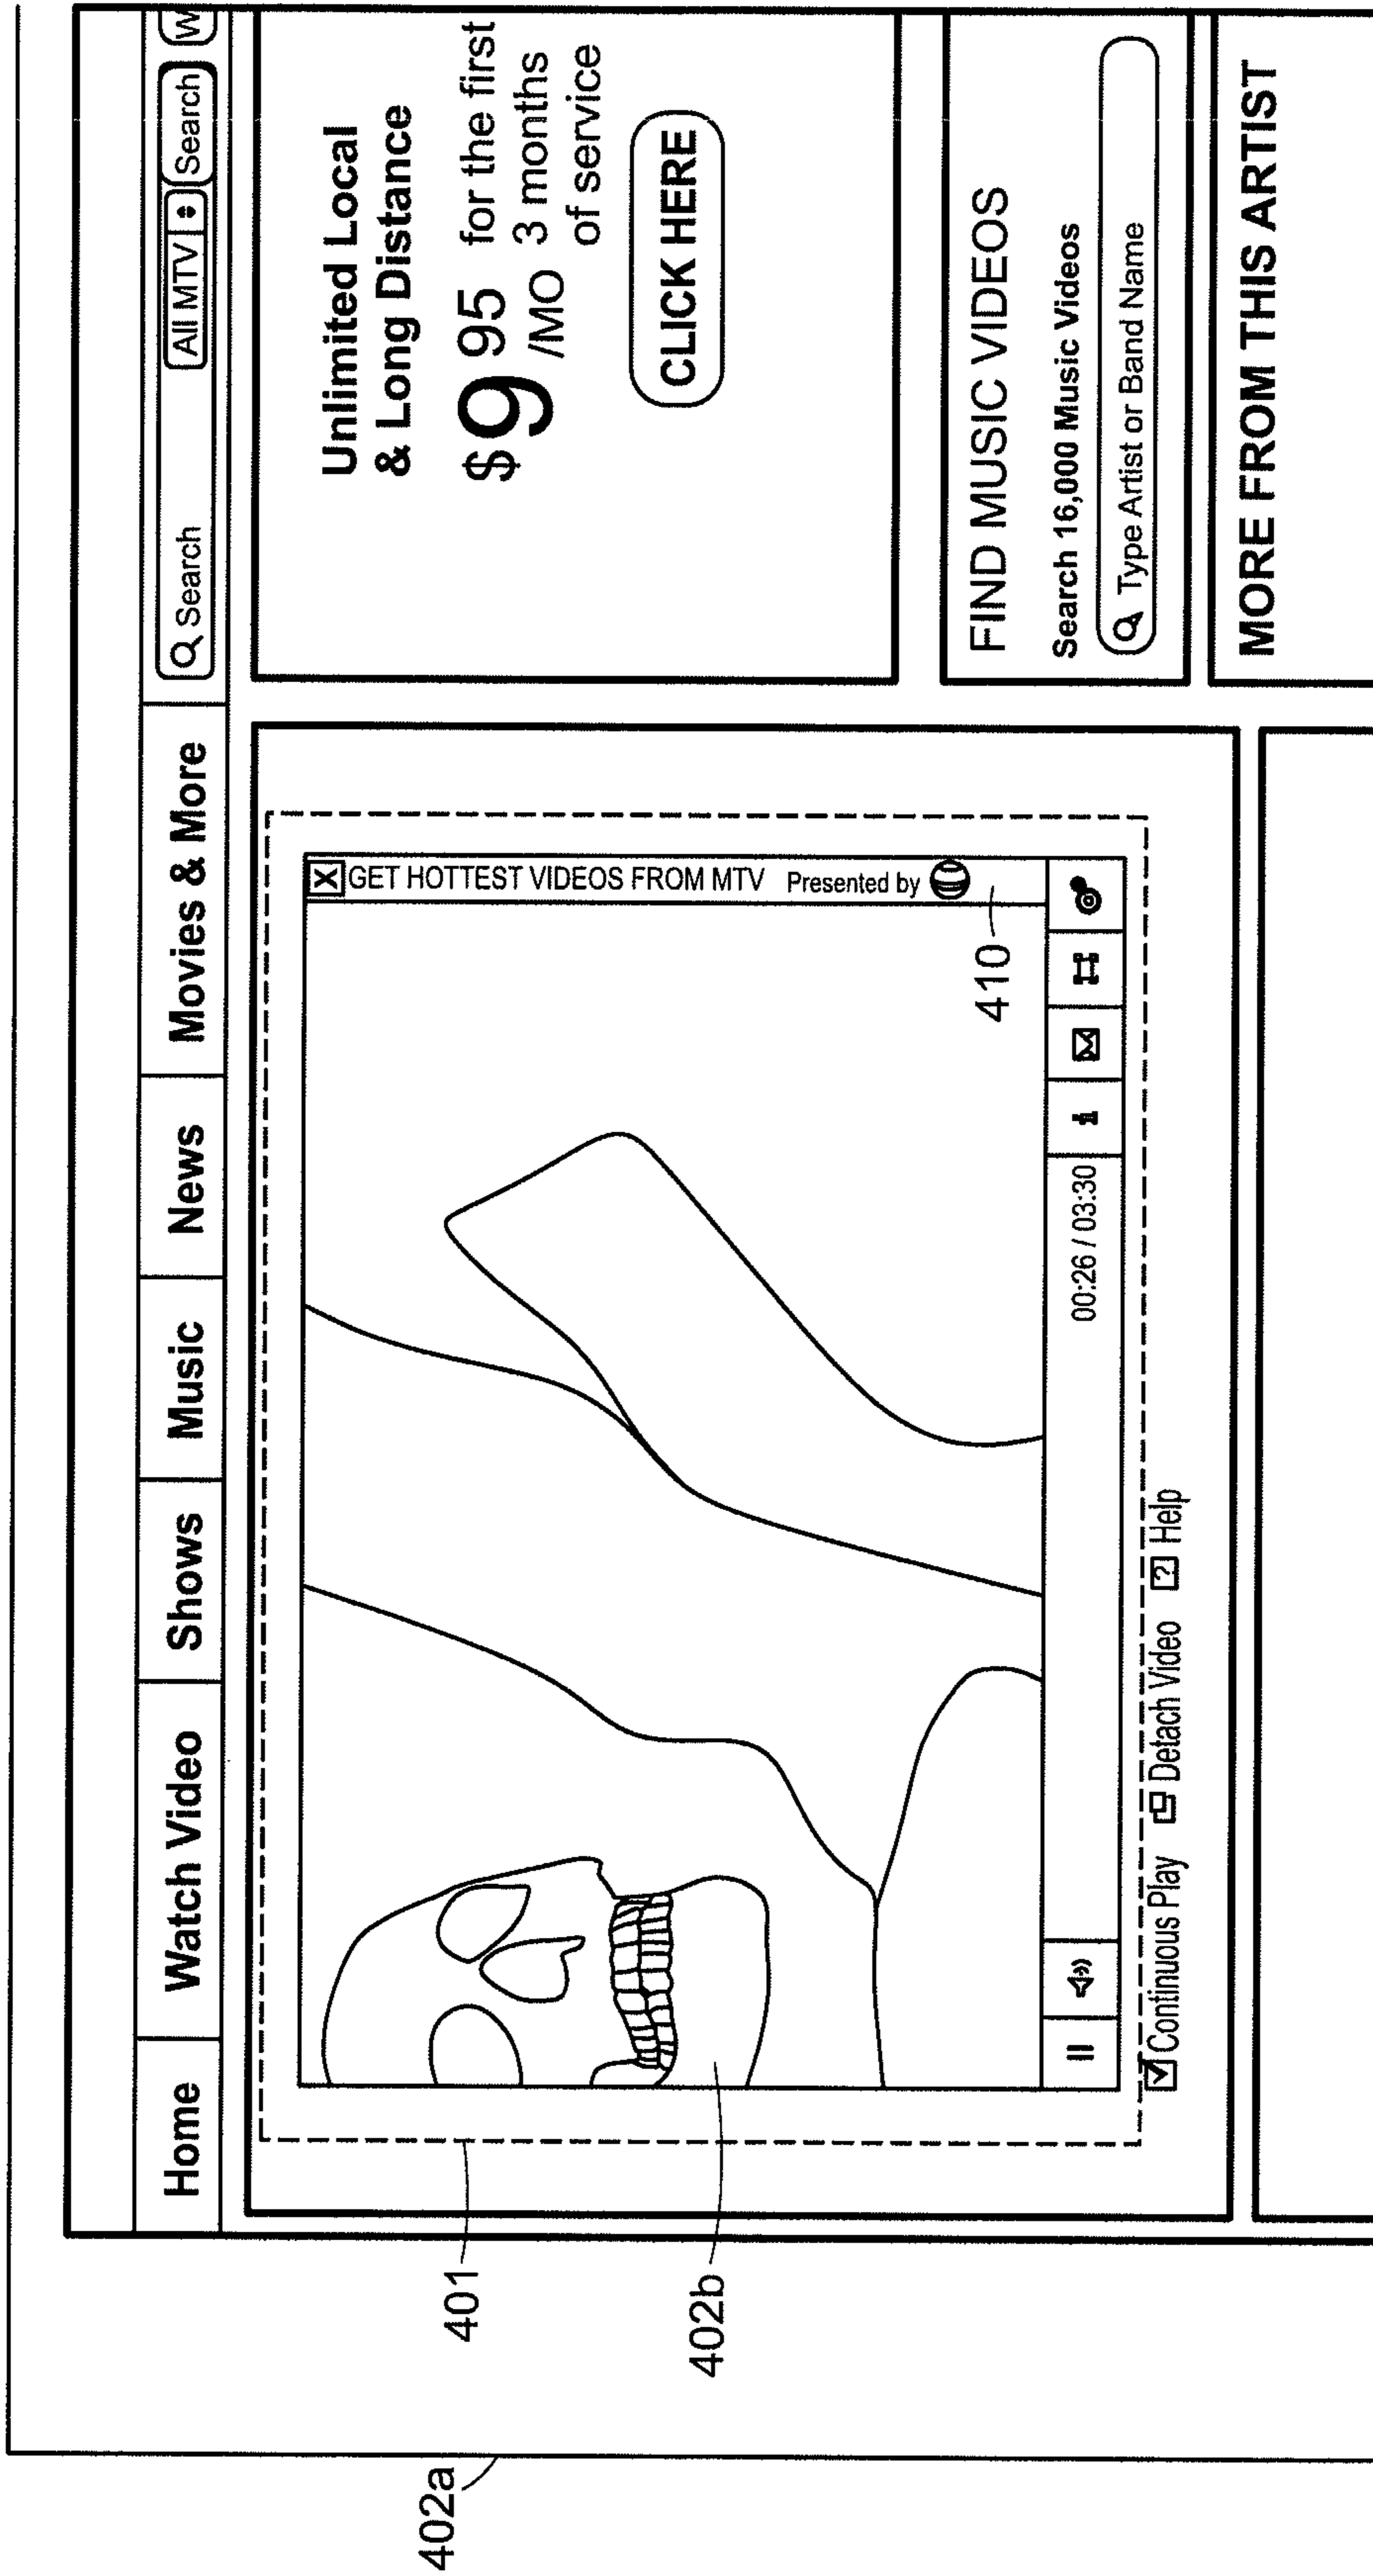 Home Watch Video Shows Music News Movies & More Search All MTV Search W
Unlimited Local
& Long Distance
$9 95 /MO for the first
3 months
of service
CLICK HERE
X GET HOTTEST VIDEOS FROM MTV Presented by
410
00:26 / 03:30 i
Continuous Play Detach Video ? Help
FIND MUSIC VIDEOS
Search 16,000 Music Videos
Type Artist or Band Name
MORE FROM THIS ARTIST
401
402b
402a